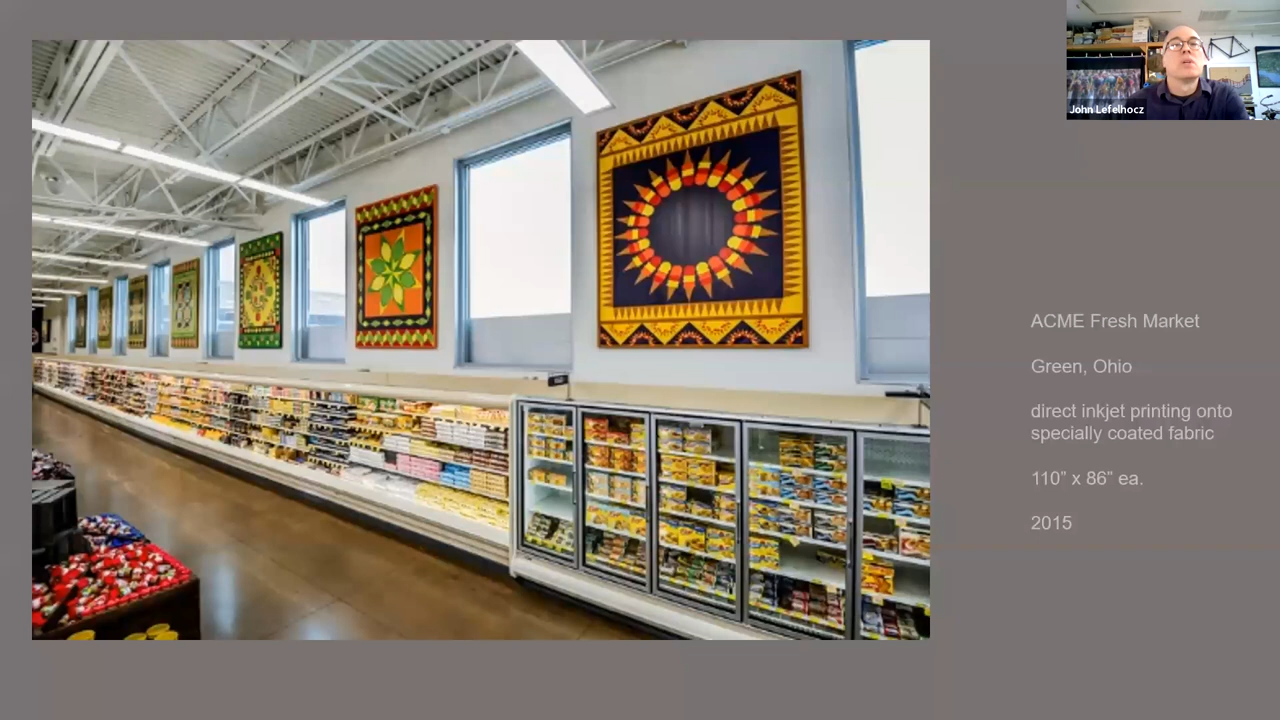 John Lefelhocz
ACME Fresh Market
Green, Ohio
direct inkjet printing onto
specially coated fabric
110” x 86” ea.
2015